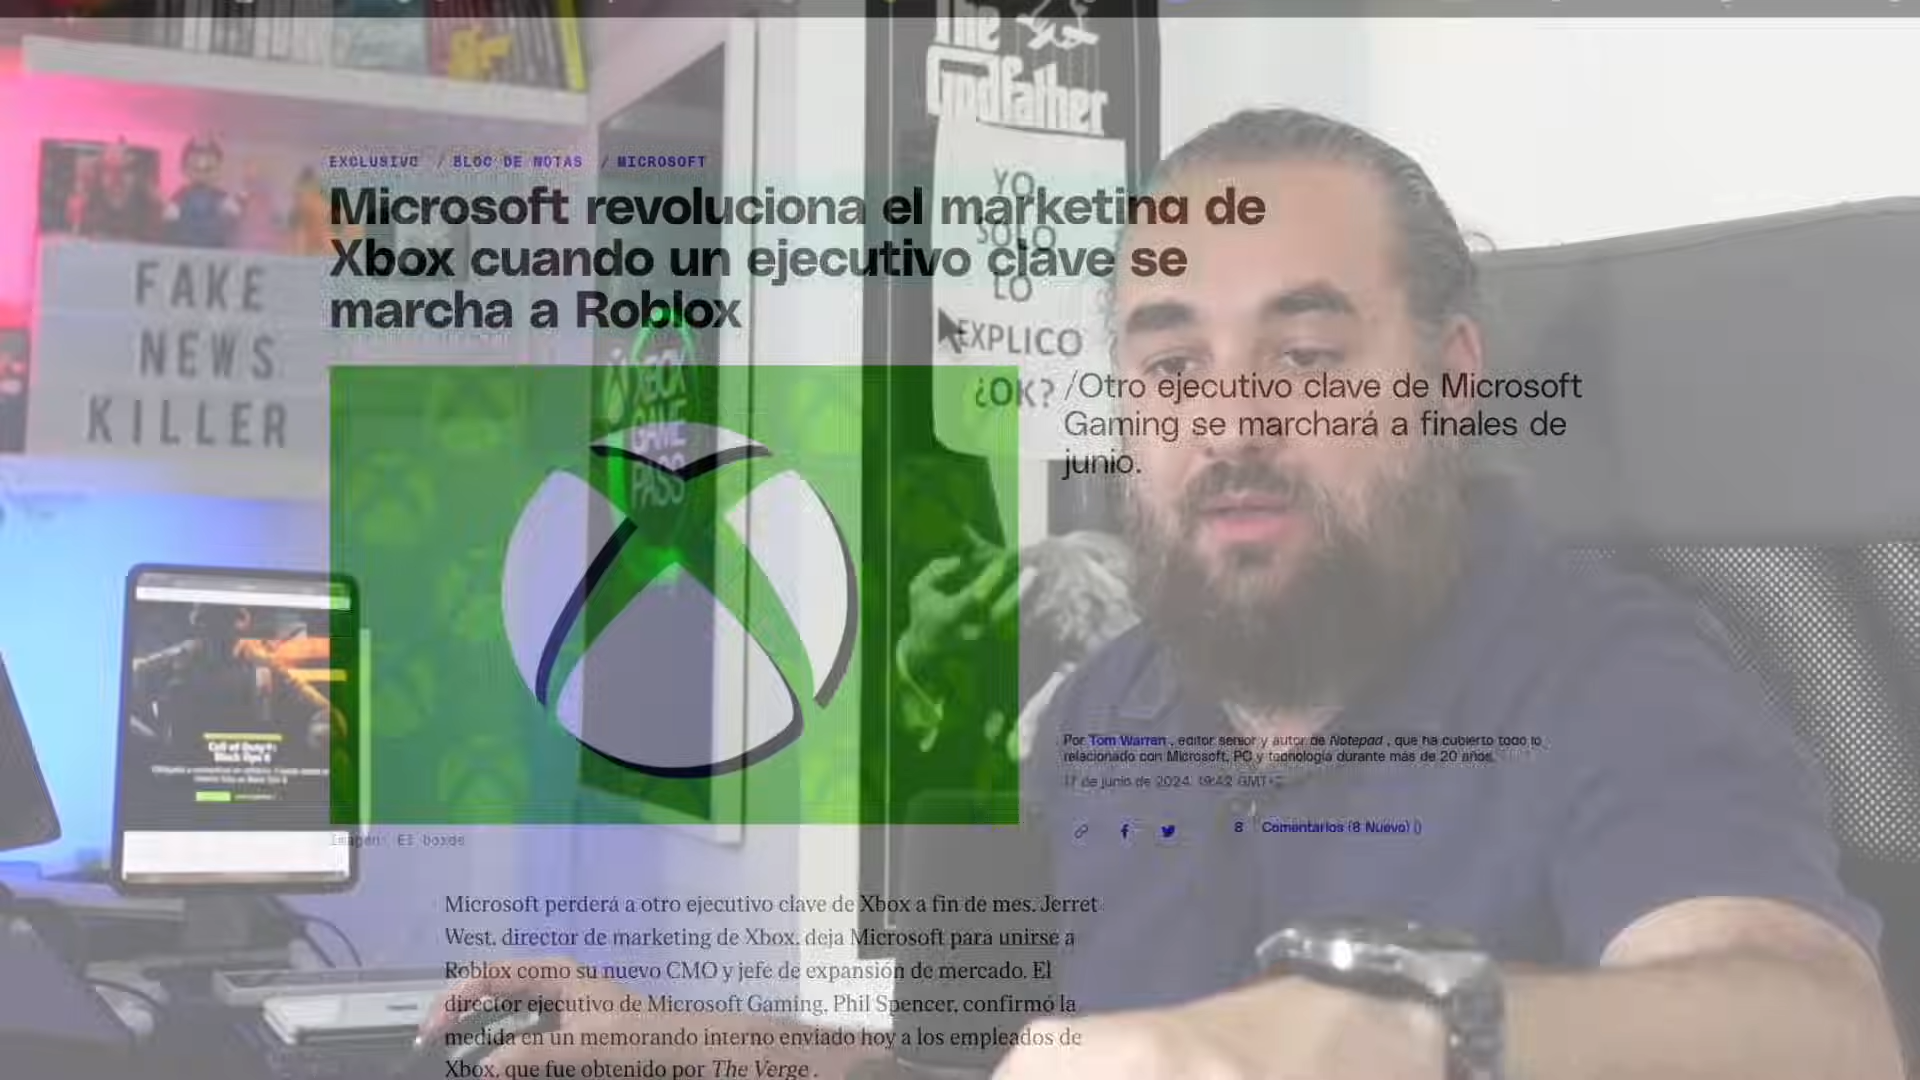 The
Godfather
EXCLUSIVO / BLOC DE NOTAS / MICROSOFT
Microsoft revoluciona el marketing de
Xbox cuando un ejecutivo clave se
marcha a Roblox
FAKE
NEWS
KILLER
YO
SOLO
LO
EXPLICO
¿OK?
XBOX
GAME
PASS
/Otro ejecutivo clave de Microsoft
Gaming se marchará a finales de
junio.
Call of Duty:
Black Ops 6
Por Tom Warren , editor senior y autor de Notepad , que ha cubierto todo lo
relacionado con Microsoft, PC y tecnología durante más de 20 años.
17 de junio de 2024, 19:42 GMT+2
8 Comentarios (8 Nuevo) ()
Imagen: El borde
Microsoft perderá a otro ejecutivo clave de Xbox a fin de mes. Jerret
West, director de marketing de Xbox, deja Microsoft para unirse a
Roblox como su nuevo CMO y jefe de expansión de mercado. El
director ejecutivo de Microsoft Gaming, Phil Spencer, confirmó la
medida en un memorando interno enviado hoy a los empleados de
Xbox, que fue obtenido por The Verge .